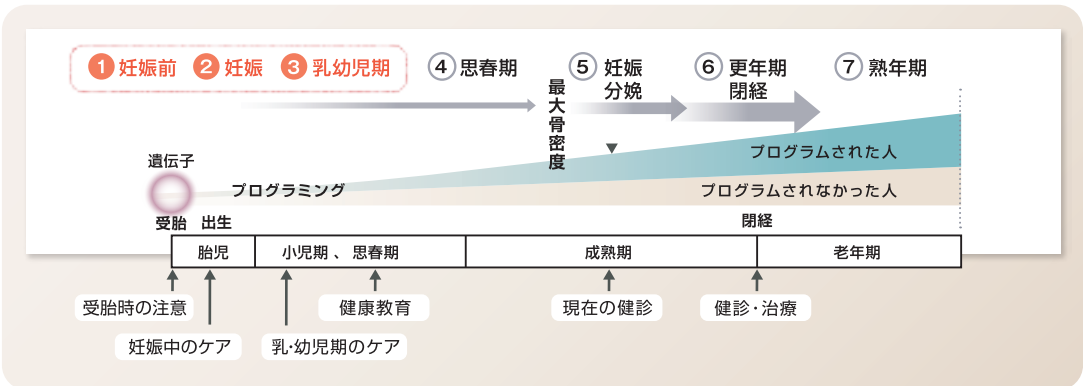 ① 妊娠前 ② 妊娠 ③ 乳幼児期 ④ 思春期 ⑤ 妊娠 ⑥ 更年期 ⑦ 熟年期
分娩 閉経
最大骨密度
遺伝子
プログラムされた人
プログラミング プログラムされなかった人
受胎 出生 閉経
胎児 小児期、思春期 成熟期 老年期
受胎時の注意 健康教育 現在の健診 健診・治療
妊娠中のケア 乳・幼児期のケア